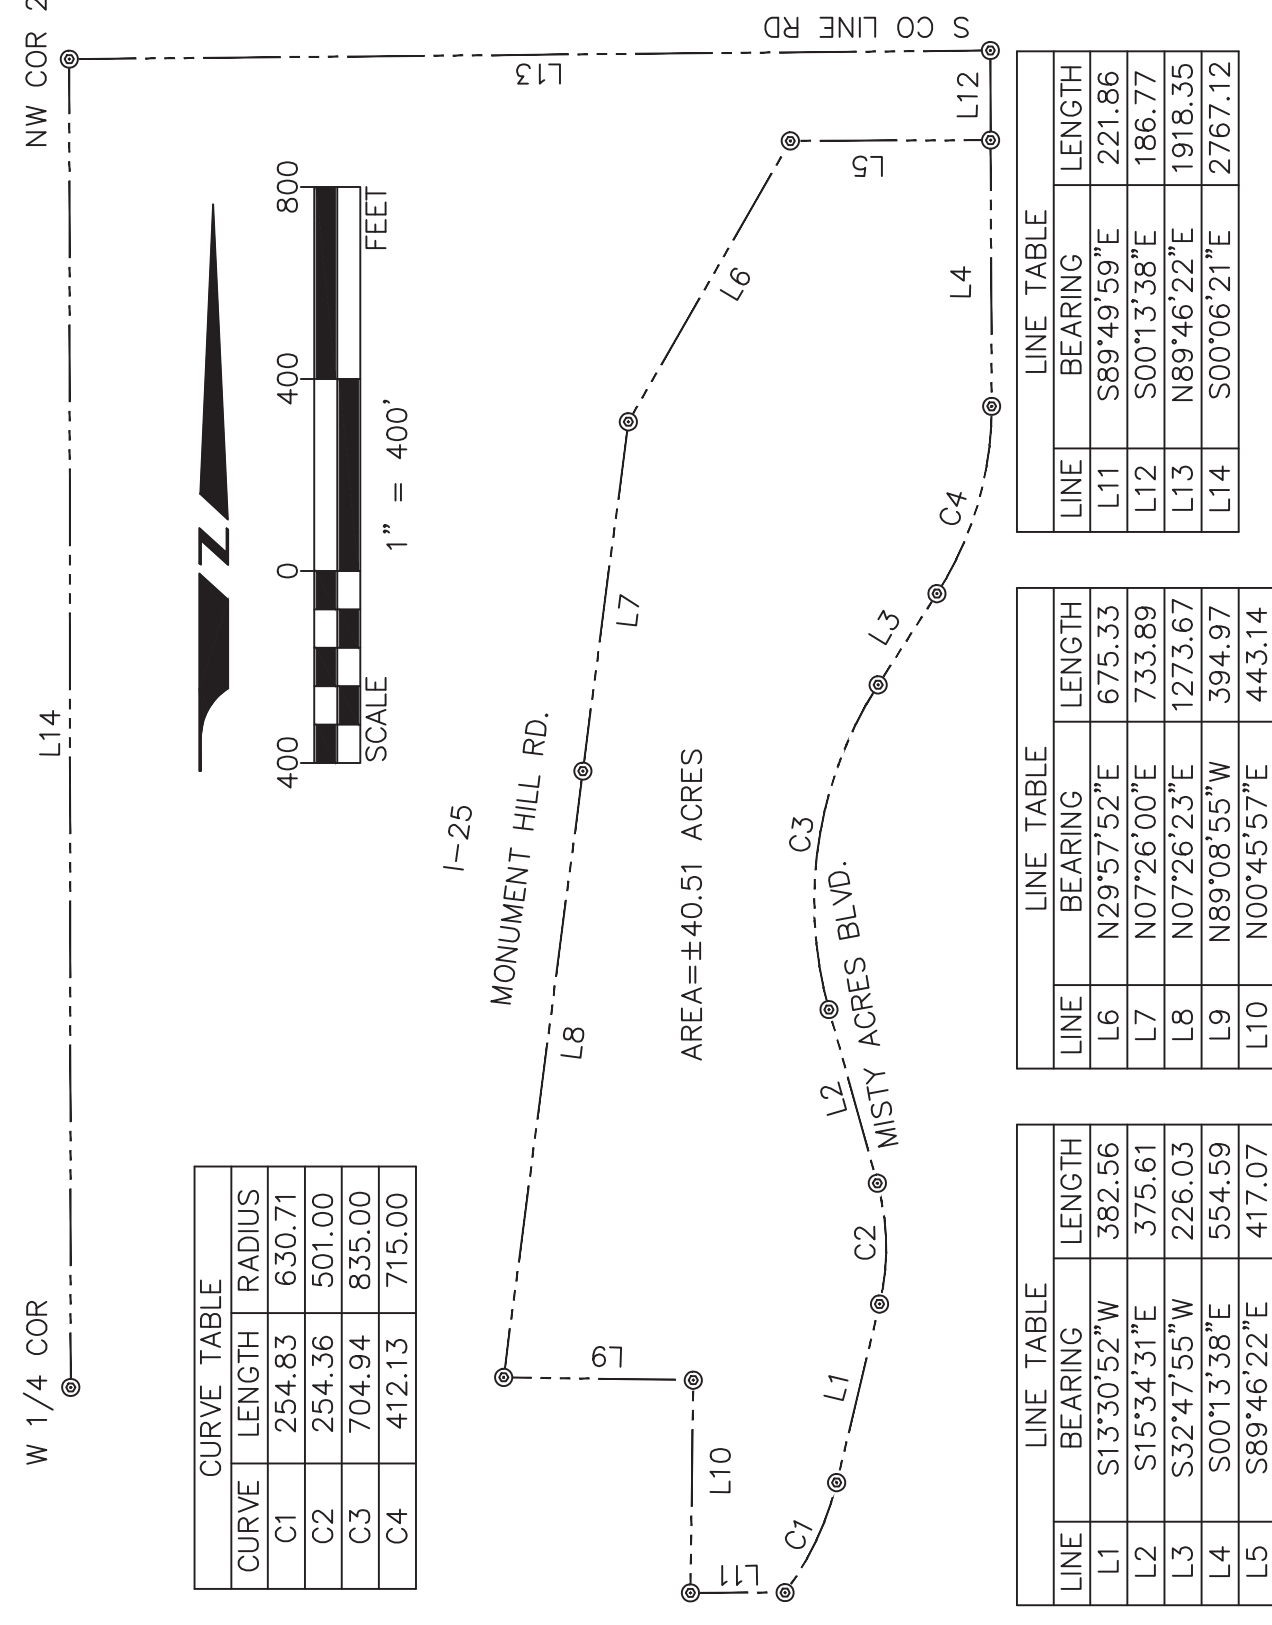 W 1/4 COR
L14
NW COR 2
L13
S CO LINE RD
L12
L5
L4
L6
L7
L8
L9
L10
L11
C1
L1
C2
L2
C3
L3
C4
N
400 0 400 800
SCALE FEET
1" = 400'
I-25
MONUMENT HILL RD.
AREA=±40.51 ACRES
MISTY ACRES BLVD.
CURVE TABLE
CURVE LENGTH RADIUS
C1 254.83 630.71
C2 254.36 501.00
C3 704.94 835.00
C4 412.13 715.00
LINE TABLE
LINE BEARING LENGTH
L1 S13°30'52"W 382.56
L2 S15°34'31"E 375.61
L3 S32°47'55"W 226.03
L4 S00°13'38"E 554.59
L5 S89°46'22"E 417.07
LINE TABLE
LINE BEARING LENGTH
L6 N29°57'52"E 675.33
L7 N07°26'00"E 733.89
L8 N07°26'23"E 1273.67
L9 N89°08'55"W 394.97
L10 N00°45'57"E 443.14
LINE TABLE
LINE BEARING LENGTH
L11 S89°49'59"E 221.86
L12 S00°13'38"E 186.77
L13 N89°46'22"E 1918.35
L14 S00°06'21"E 2767.12